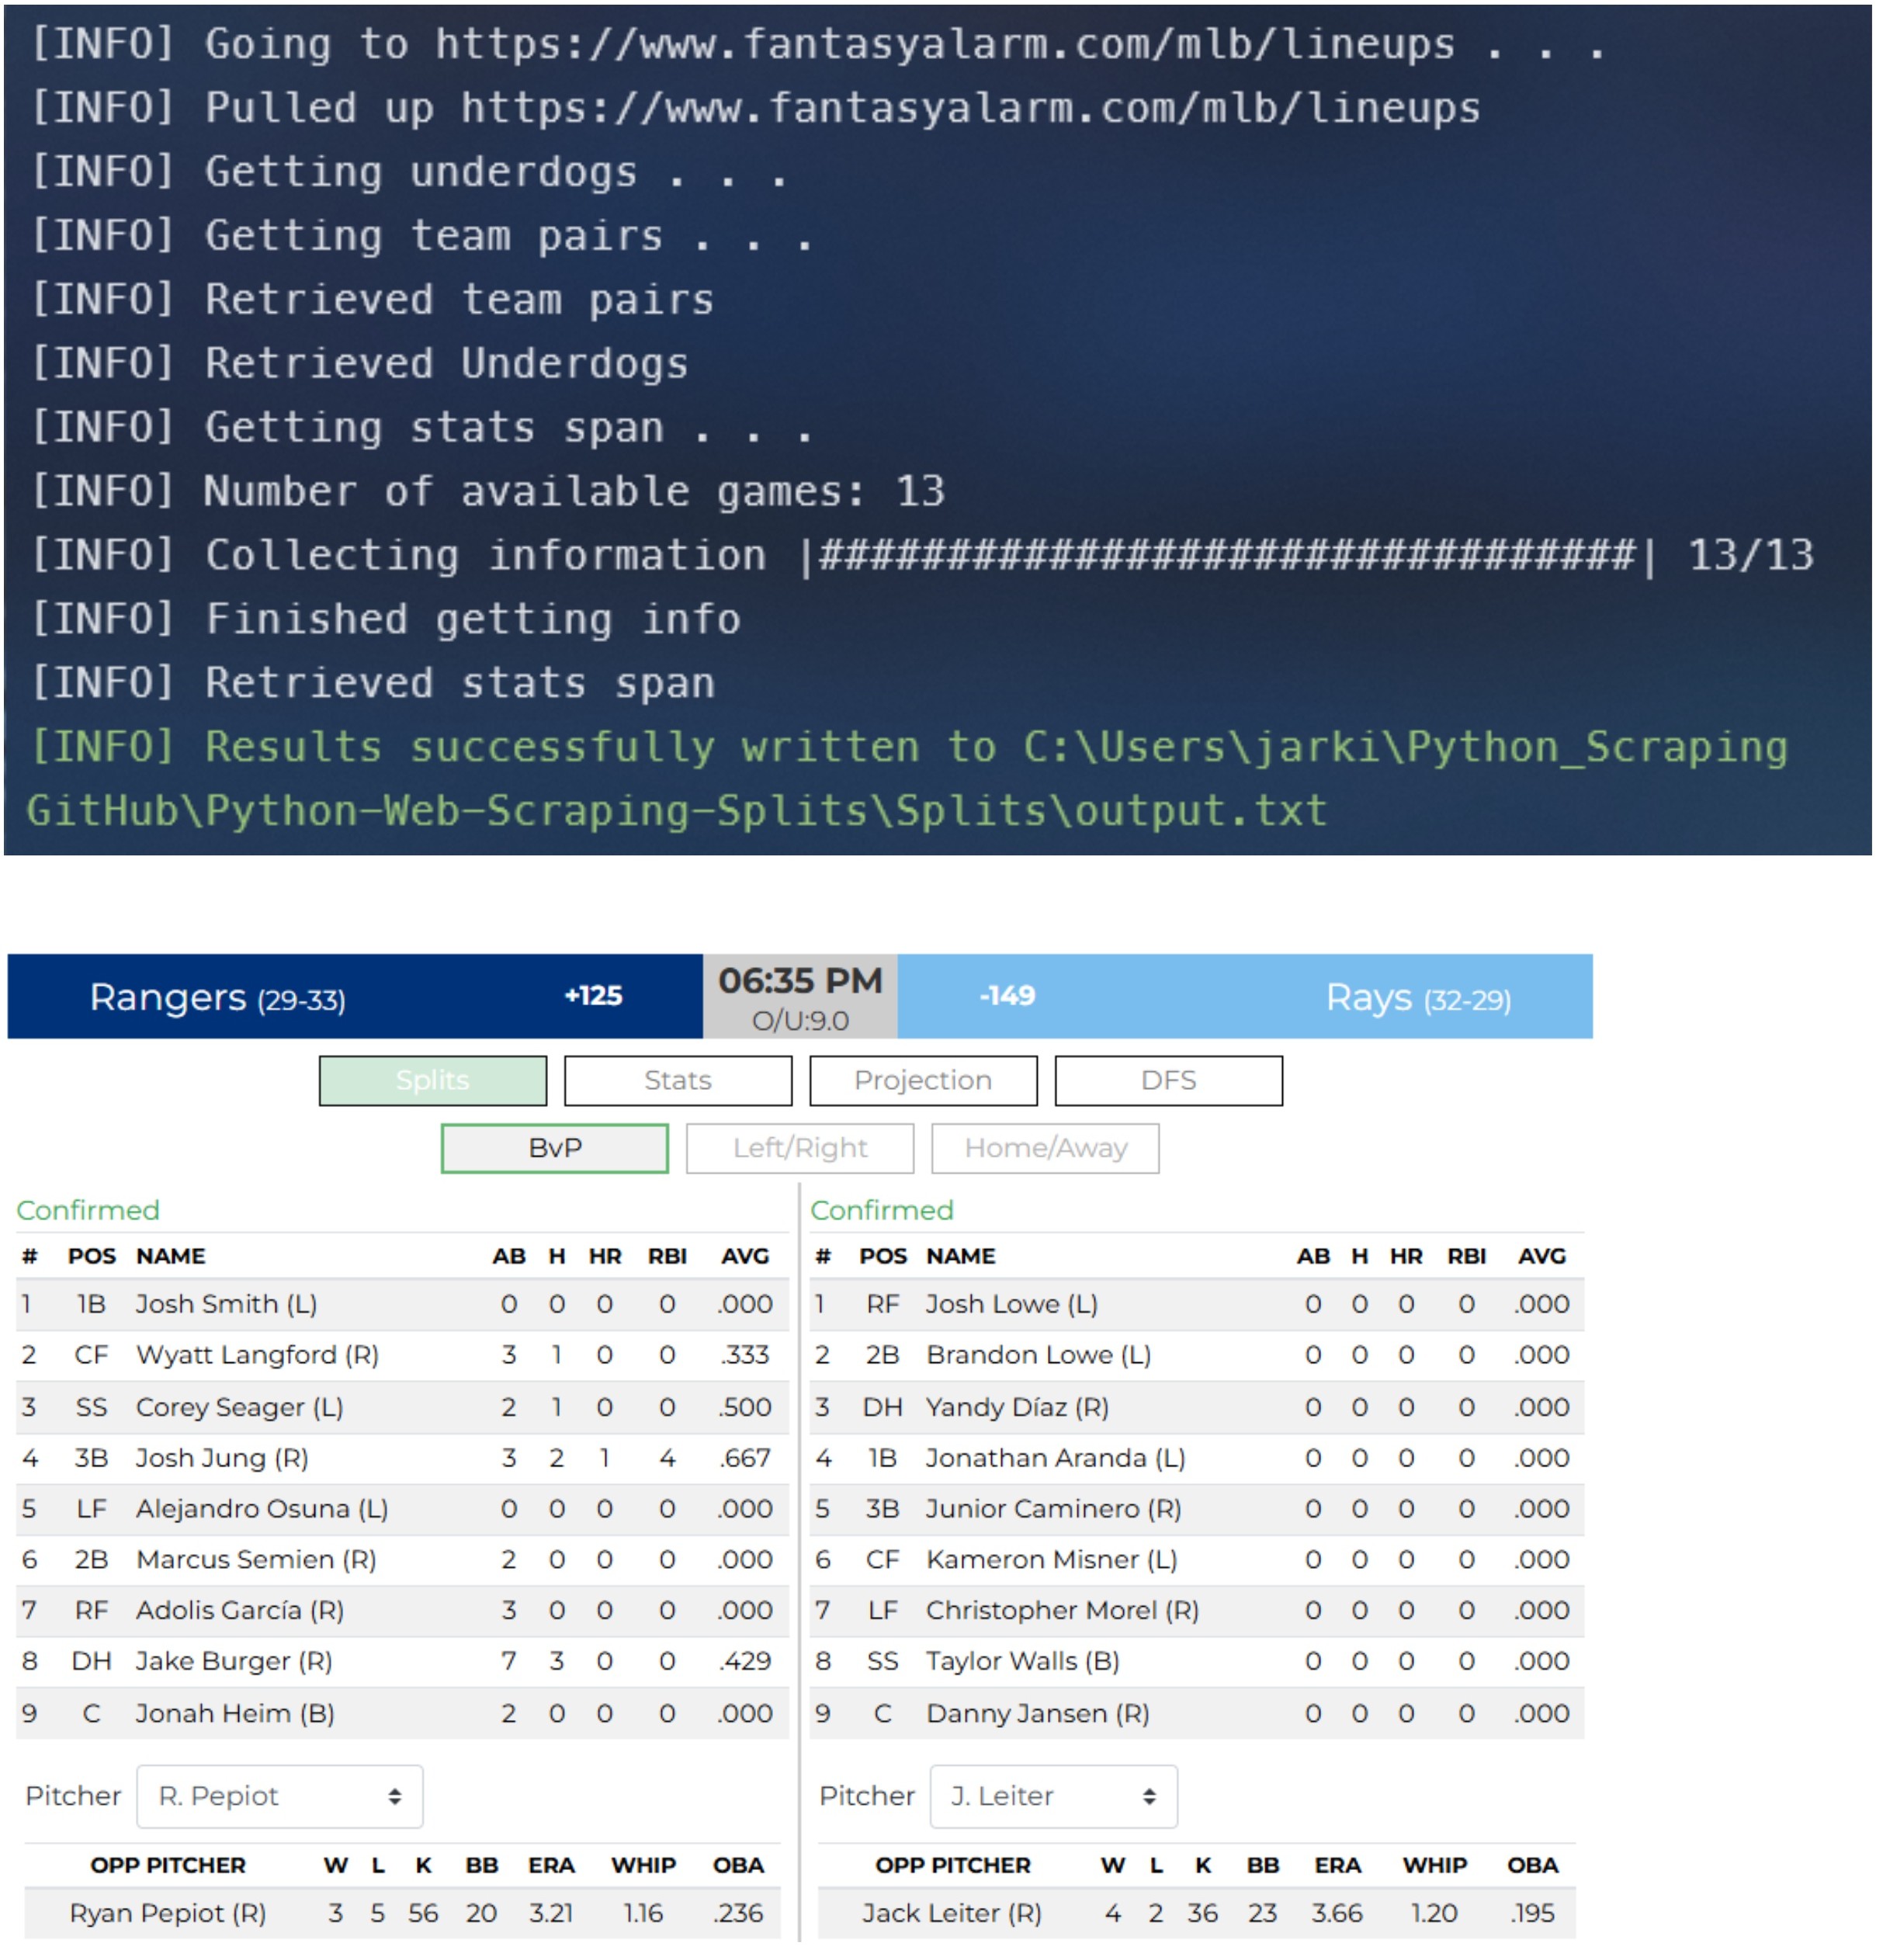 [INFO] Going to https://www.fantasyalarm.com/mlb/lineups . . .
[INFO] Pulled up https://www.fantasyalarm.com/mlb/lineups
[INFO] Getting underdogs . . .
[INFO] Getting team pairs . . .
[INFO] Retrieved team pairs
[INFO] Retrieved Underdogs
[INFO] Getting stats span . . .
[INFO] Number of available games: 13
[INFO] Collecting information |################################| 13/13
[INFO] Finished getting info
[INFO] Retrieved stats span
[INFO] Results successfully written to C:\Users\jarki\Python_Scraping
GitHub\Python-Web-Scraping-Splits\Splits\output.txt
Rangers (29-33) +125 06:35 PM -149 Rays (32-29)
O/U:9.0
Splits Stats Projection DFS
BvP Left/Right Home/Away
Confirmed
# POS NAME AB H HR RBI AVG
1 1B Josh Smith (L) 0 0 0 0 .000
2 CF Wyatt Langford (R) 3 1 0 0 .333
3 SS Corey Seager (L) 2 1 0 0 .500
4 3B Josh Jung (R) 3 2 1 4 .667
5 LF Alejandro Osuna (L) 0 0 0 0 .000
6 2B Marcus Semien (R) 2 0 0 0 .000
7 RF Adolis García (R) 3 0 0 0 .000
8 DH Jake Burger (R) 7 3 0 0 .429
9 C Jonah Heim (B) 2 0 0 0 .000
Pitcher R. Pepiot
OPP PITCHER W L K BB ERA WHIP OBA
Ryan Pepiot (R) 3 5 56 20 3.21 1.16 .236
Confirmed
# POS NAME AB H HR RBI AVG
1 RF Josh Lowe (L) 0 0 0 0 .000
2 2B Brandon Lowe (L) 0 0 0 0 .000
3 DH Yandy Díaz (R) 0 0 0 0 .000
4 1B Jonathan Aranda (L) 0 0 0 0 .000
5 3B Junior Caminero (R) 0 0 0 0 .000
6 CF Kameron Misner (L) 0 0 0 0 .000
7 LF Christopher Morel (R) 0 0 0 0 .000
8 SS Taylor Walls (B) 0 0 0 0 .000
9 C Danny Jansen (R) 0 0 0 0 .000
Pitcher J. Leiter
OPP PITCHER W L K BB ERA WHIP OBA
Jack Leiter (R) 4 2 36 23 3.66 1.20 .195